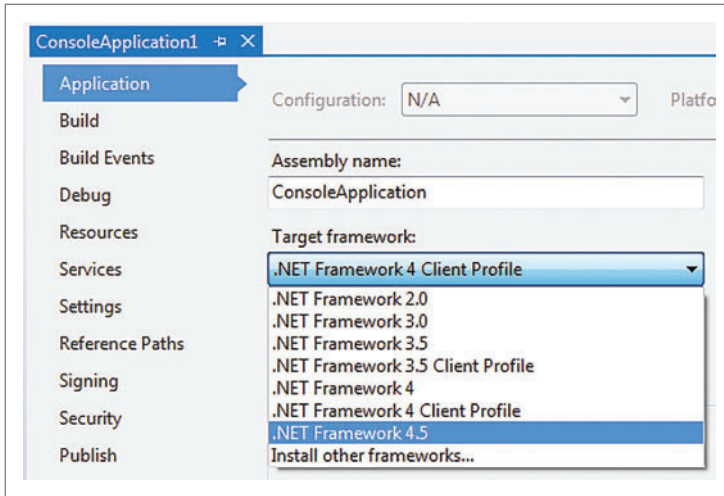 ConsoleApplication1
Application
Build
Build Events
Debug
Resources
Services
Settings
Reference Paths
Signing
Security
Publish
Configuration: N/A Platfo
Assembly name:
ConsoleApplication
Target framework:
.NET Framework 4 Client Profile
.NET Framework 2.0
.NET Framework 3.0
.NET Framework 3.5
.NET Framework 3.5 Client Profile
.NET Framework 4
.NET Framework 4 Client Profile
.NET Framework 4.5
Install other frameworks...